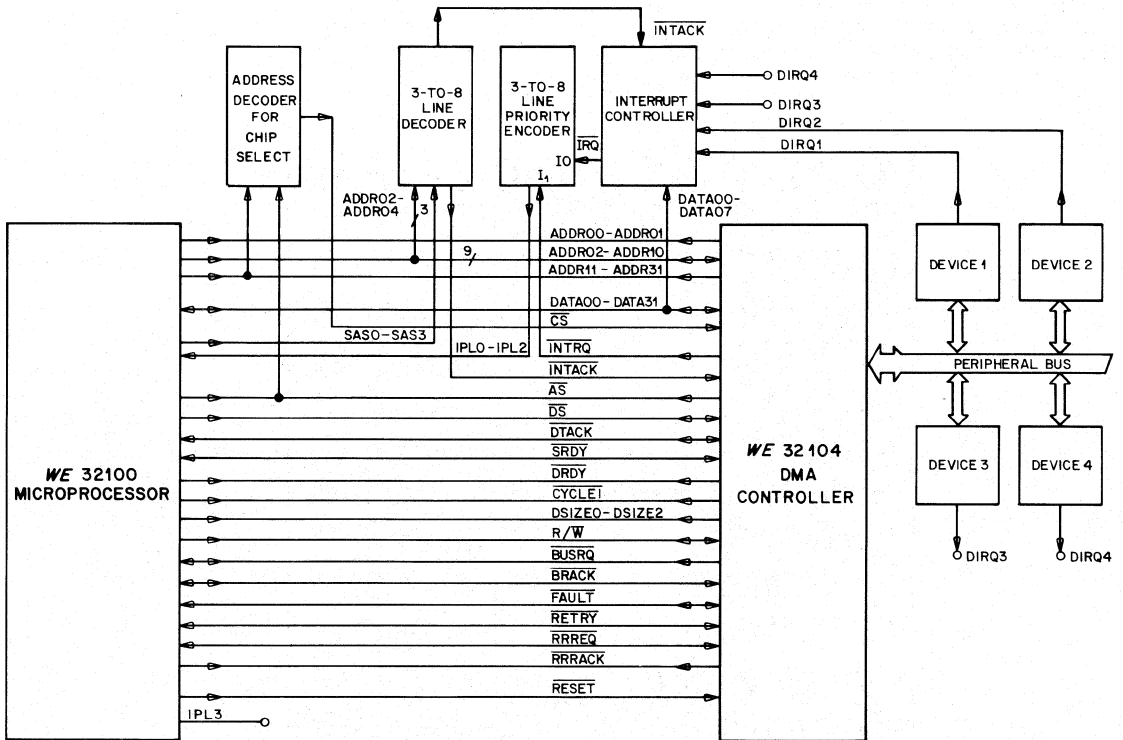 INTACK
ADDRESS
DECODER
FOR
CHIP
SELECT
3-TO-8
LINE
DECODER
3-TO-8
LINE
PRIORITY
ENCODER
IO
I1
IRQ
INTERRUPT
CONTROLLER
DIRQ4
DIRQ3
DIRQ2
DIRQ1
ADDR02-
ADDR04
3
DATA00-
DATA07
WE 32100
MICROPROCESSOR
WE 32104
DMA
CONTROLLER
ADDR00-ADDR01
9
ADDR02-ADDR10
ADDR11-ADDR31
DATA00-DATA31
CS
SAS0-SAS3
IPL0-IPL2
INTRQ
INTACK
AS
DS
DTACK
SRDY
DRDY
CYCLEI
DSIZE0-DSIZE2
R/W
BUSRQ
BRACK
FAULT
RETRY
RRREQ
RRRACK
RESET
IPL3
DEVICE 1
DEVICE 2
PERIPHERAL BUS
DEVICE 3
DEVICE 4
DIRQ3
DIRQ4